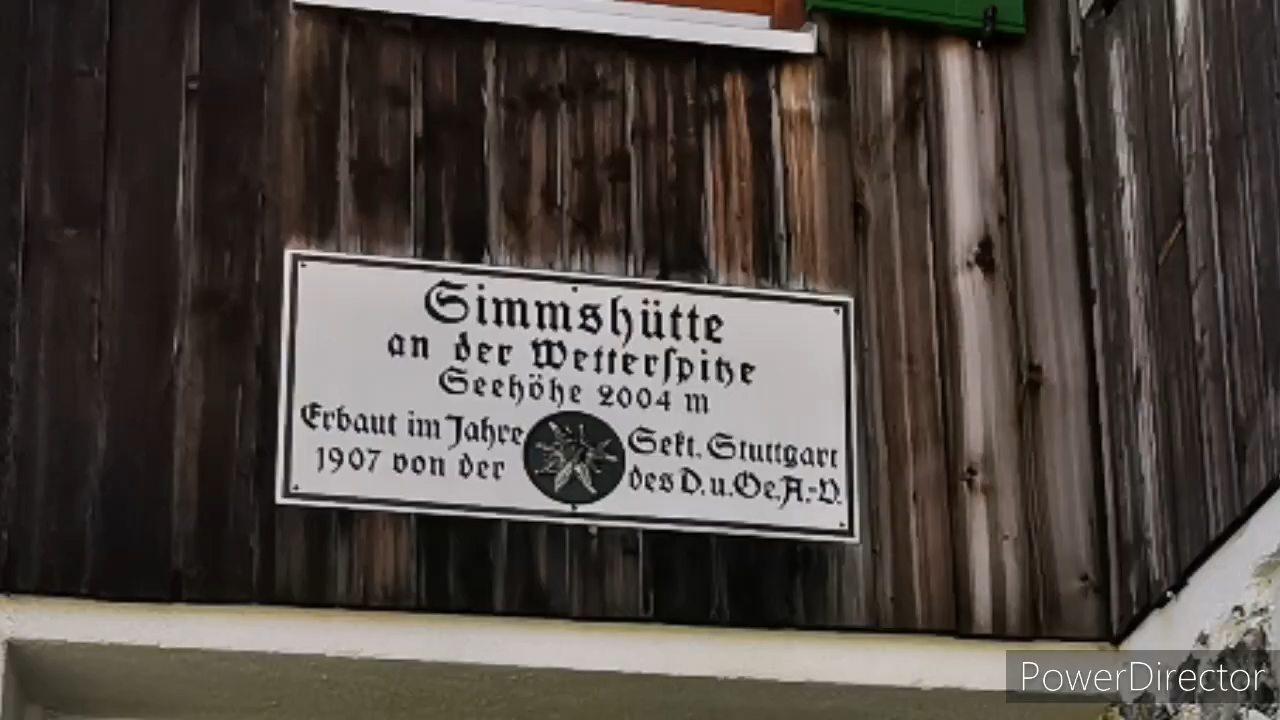 Simmshütte
an der Wetterspitze
Seehöhe 2004 m
Erbaut im Jahre
1907 von der
Sekt. Stuttgart
des D.u.Oe.A.-V.
PowerDirector